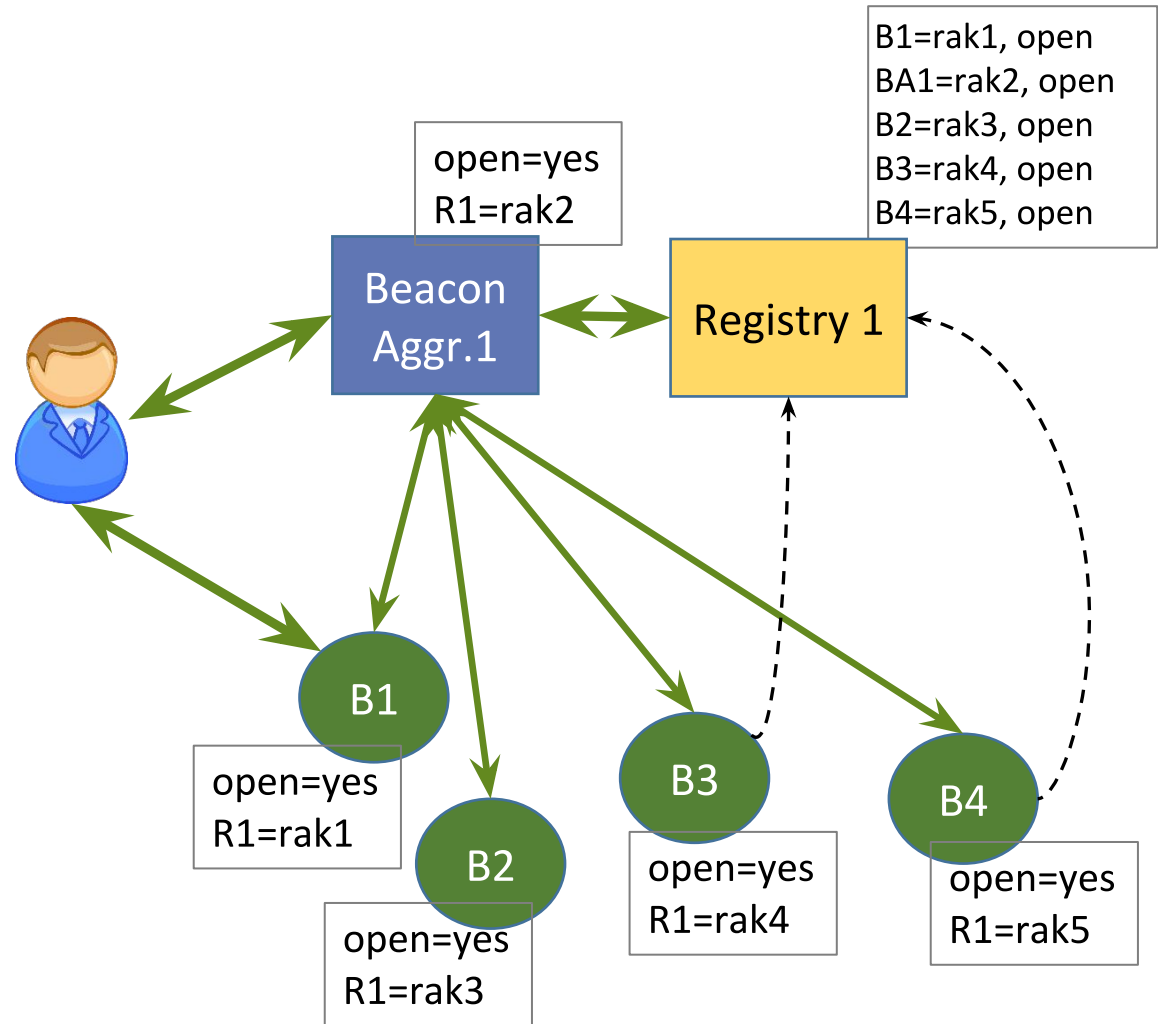 B1=rak1, open
BA1=rak2, open
B2=rak3, open
B3=rak4, open
B4=rak5, open
open=yes
R1=rak2
Beacon
Aggr.1
Registry 1
B1
open=yes
R1=rak1
B2
open=yes
R1=rak3
B3
open=yes
R1=rak4
B4
open=yes
R1=rak5